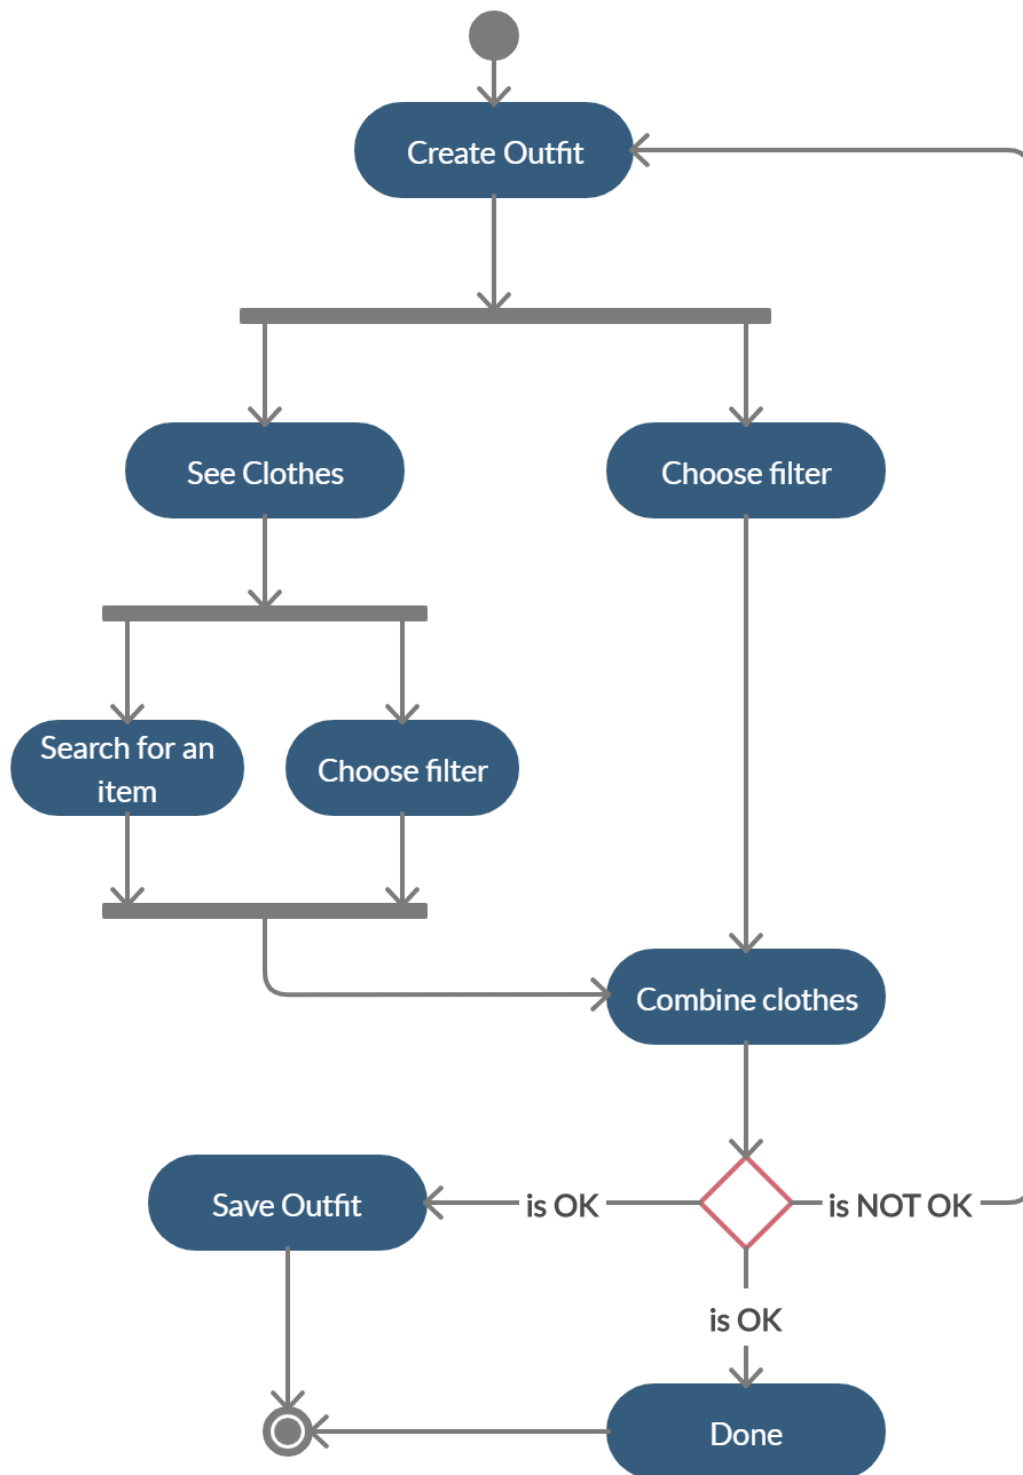 Create Outfit
See Clothes
Choose filter
Search for an
item
Choose filter
Combine clothes
Save Outfit
is OK
is NOT OK
is OK
Done